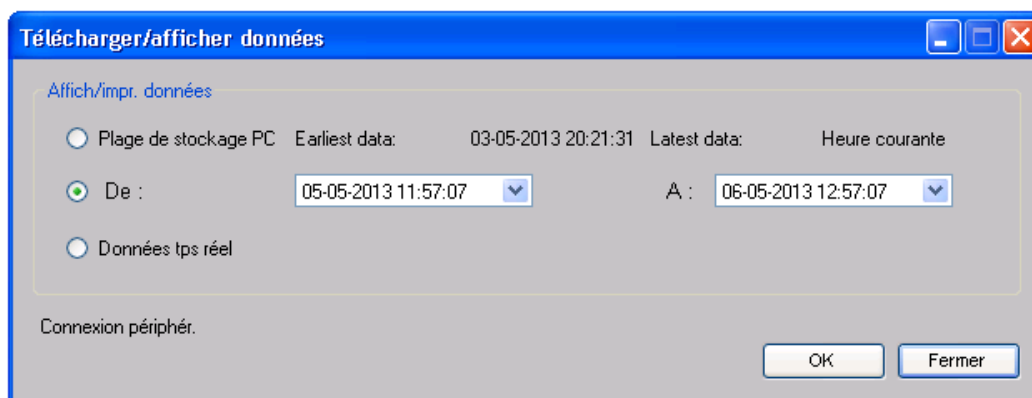 Télécharger/afficher données
Affich/impr. données
Plage de stockage PC Earliest data: 03-05-2013 20:21:31 Latest data: Heure courante
De : 05-05-2013 11:57:07 A : 06-05-2013 12:57:07
Données tps réel
Connexion périphér.
OK Fermer